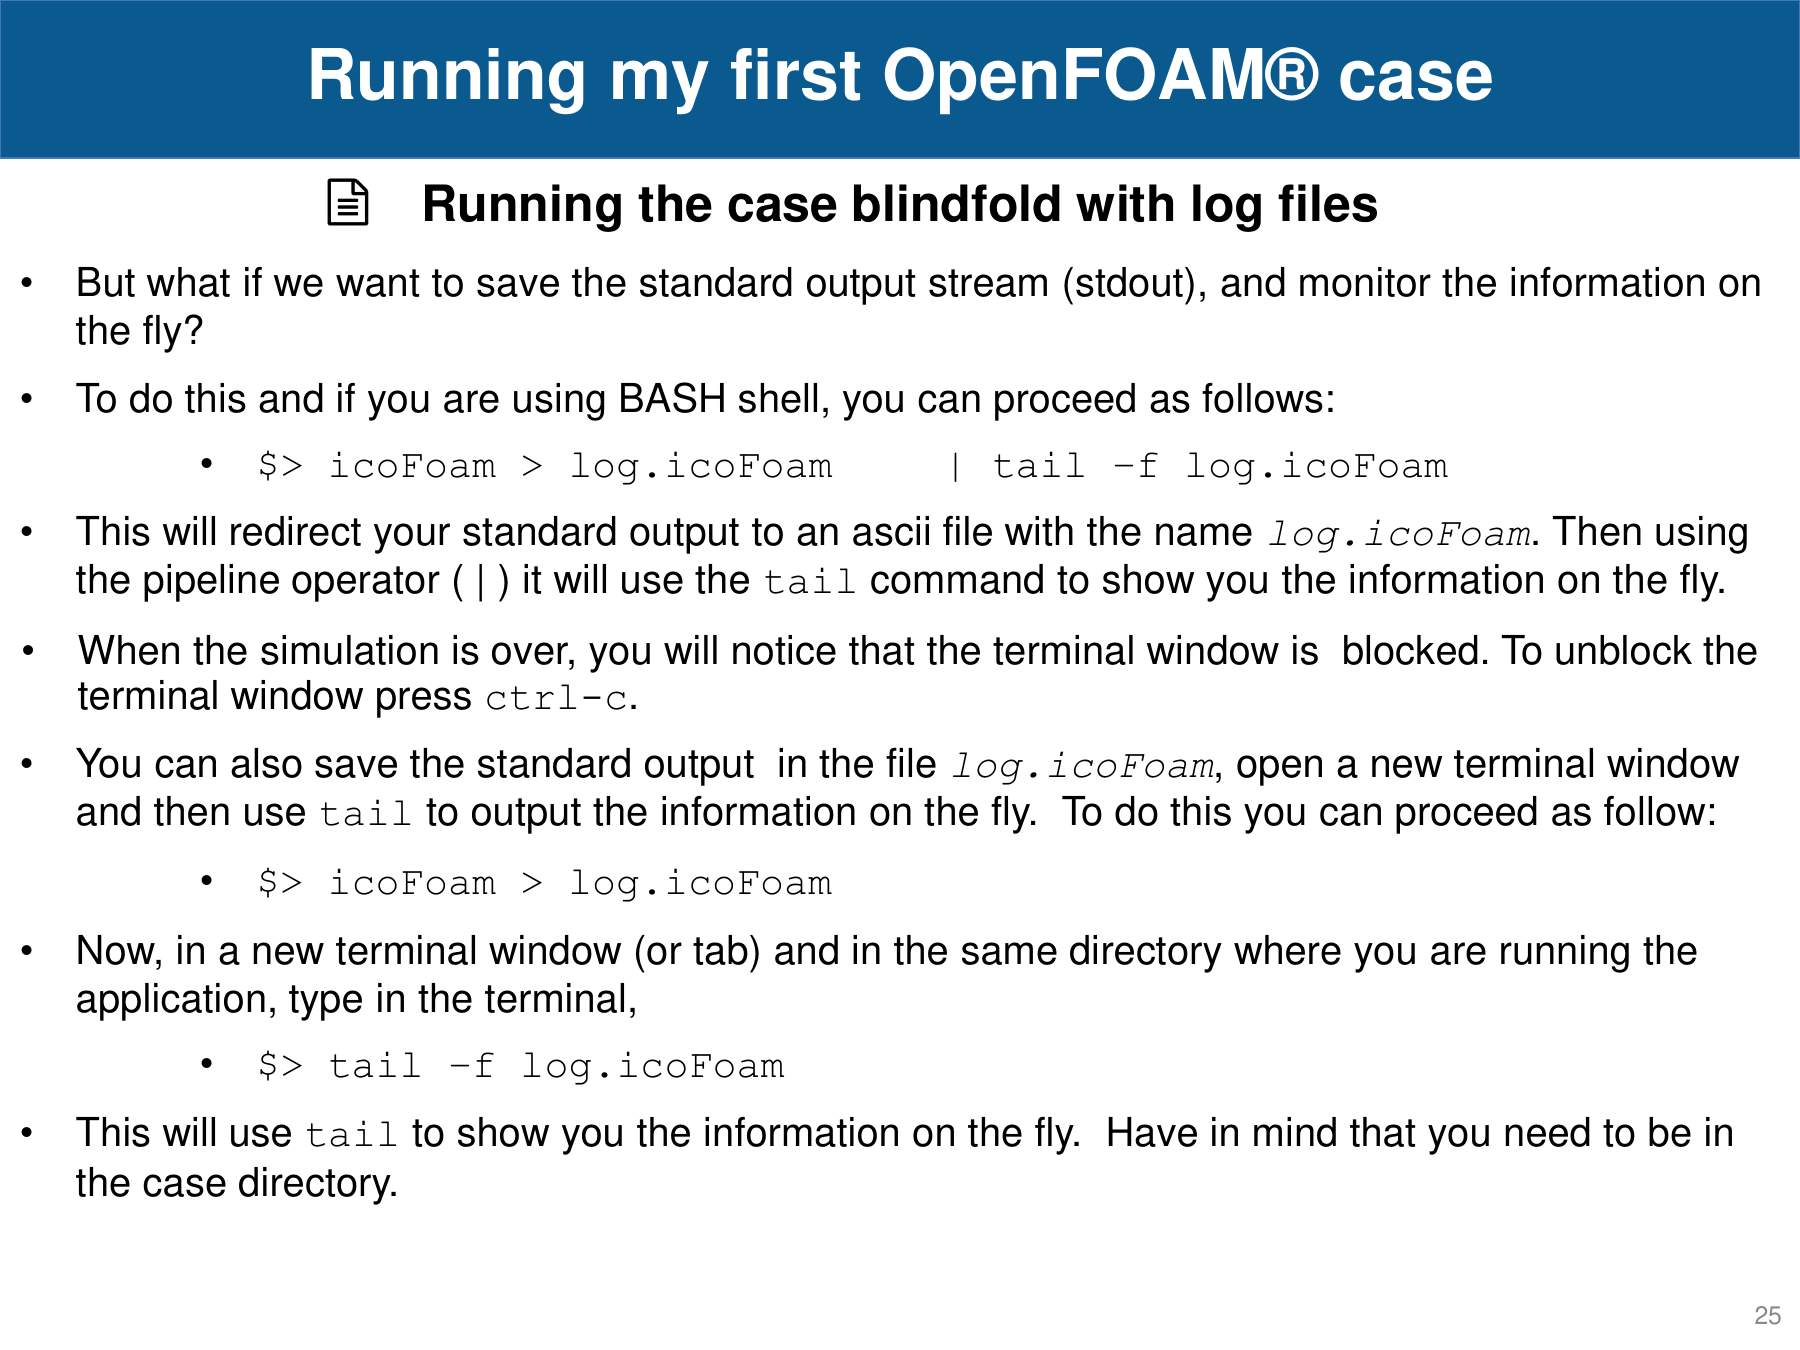 Running my first OpenFOAM® case
Running the case blindfold with log files
• But what if we want to save the standard output stream (stdout), and monitor the information on
the fly?
• To do this and if you are using BASH shell, you can proceed as follows:
• $> icoFoam > log.icoFoam | tail –f log.icoFoam
• This will redirect your standard output to an ascii file with the name log.icoFoam. Then using
the pipeline operator (|) it will use the tail command to show you the information on the fly.
• When the simulation is over, you will notice that the terminal window is  blocked. To unblock the
terminal window press ctrl-c.
• You can also save the standard output  in the file log.icoFoam, open a new terminal window
and then use tail to output the information on the fly.  To do this you can proceed as follow:
• $> icoFoam > log.icoFoam
• Now, in a new terminal window (or tab) and in the same directory where you are running the
application, type in the terminal,
• $> tail –f log.icoFoam
• This will use tail to show you the information on the fly.  Have in mind that you need to be in
the case directory.
25